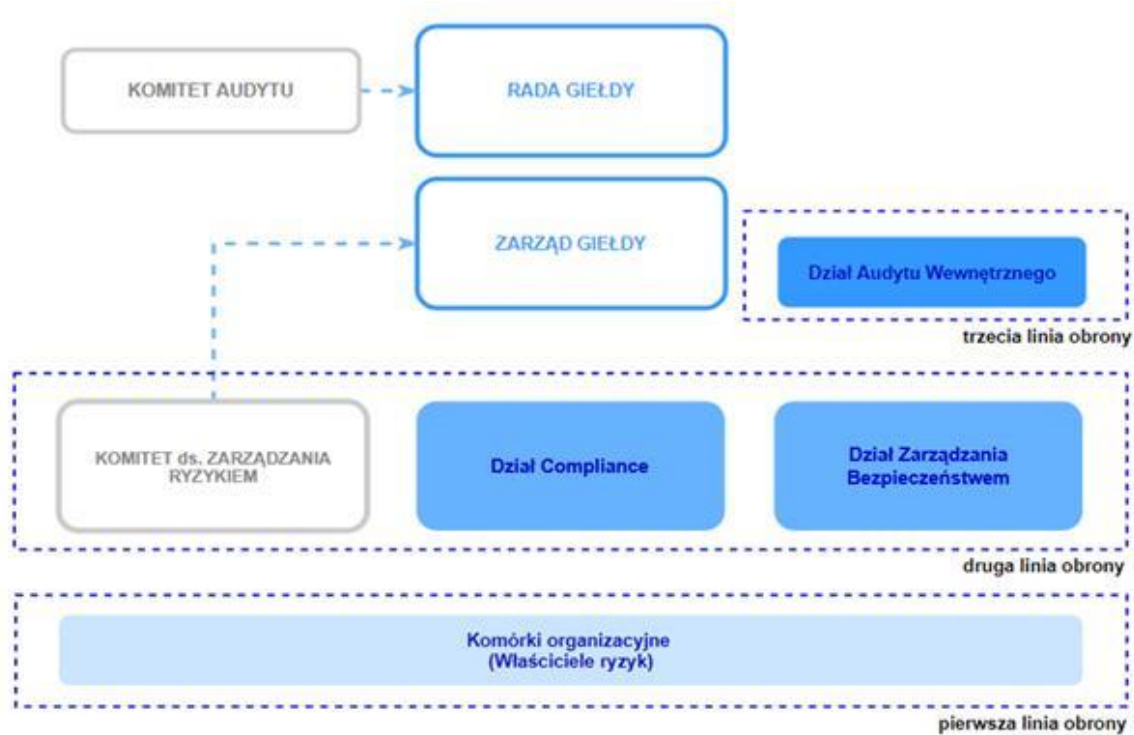 KOMITET AUDYTU
RADA GIEŁDY
ZARZĄD GIEŁDY
Dział Audytu Wewnętrznego
trzecia linia obrony
KOMITET ds. ZARZĄDZANIA
RYZYKIEM
Dział Compliance
Dział Zarządzania
Bezpieczeństwem
druga linia obrony
Komórki organizacyjne
(Właściciele ryzyk)
pierwsza linia obrony